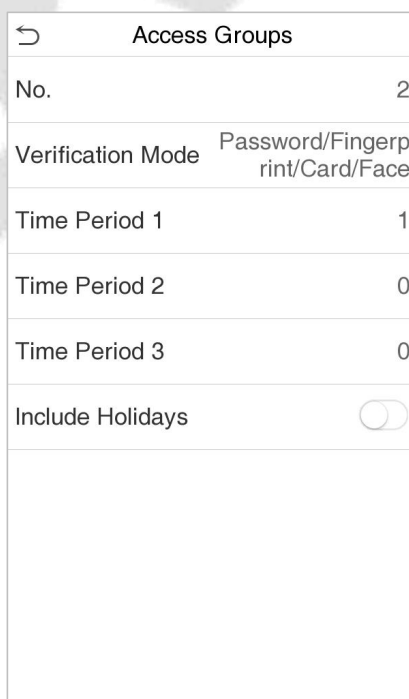 Access Groups
No. 2
Verification Mode Password/Fingerp
rint/Card/Face
Time Period 1 1
Time Period 2 0
Time Period 3 0
Include Holidays